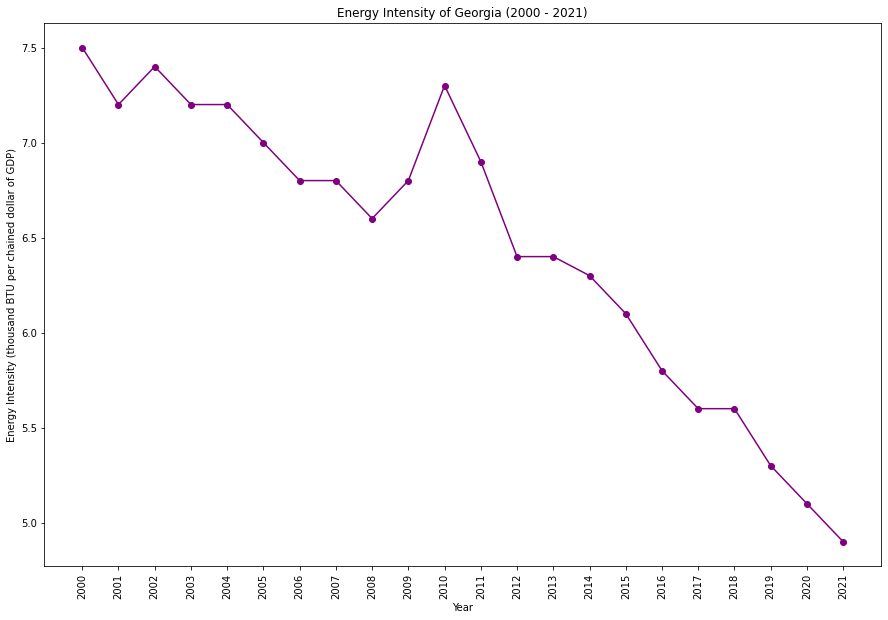 Energy Intensity of Georgia (2000 - 2021)
Energy Intensity (thousand BTU per chained dollar of GDP)
7.5
7.0
6.5
6.0
5.5
5.0
2000 2001 2002 2003 2004 2005 2006 2007 2008 2009 2010 2011 2012 2013 2014 2015 2016 2017 2018 2019 2020 2021
Year